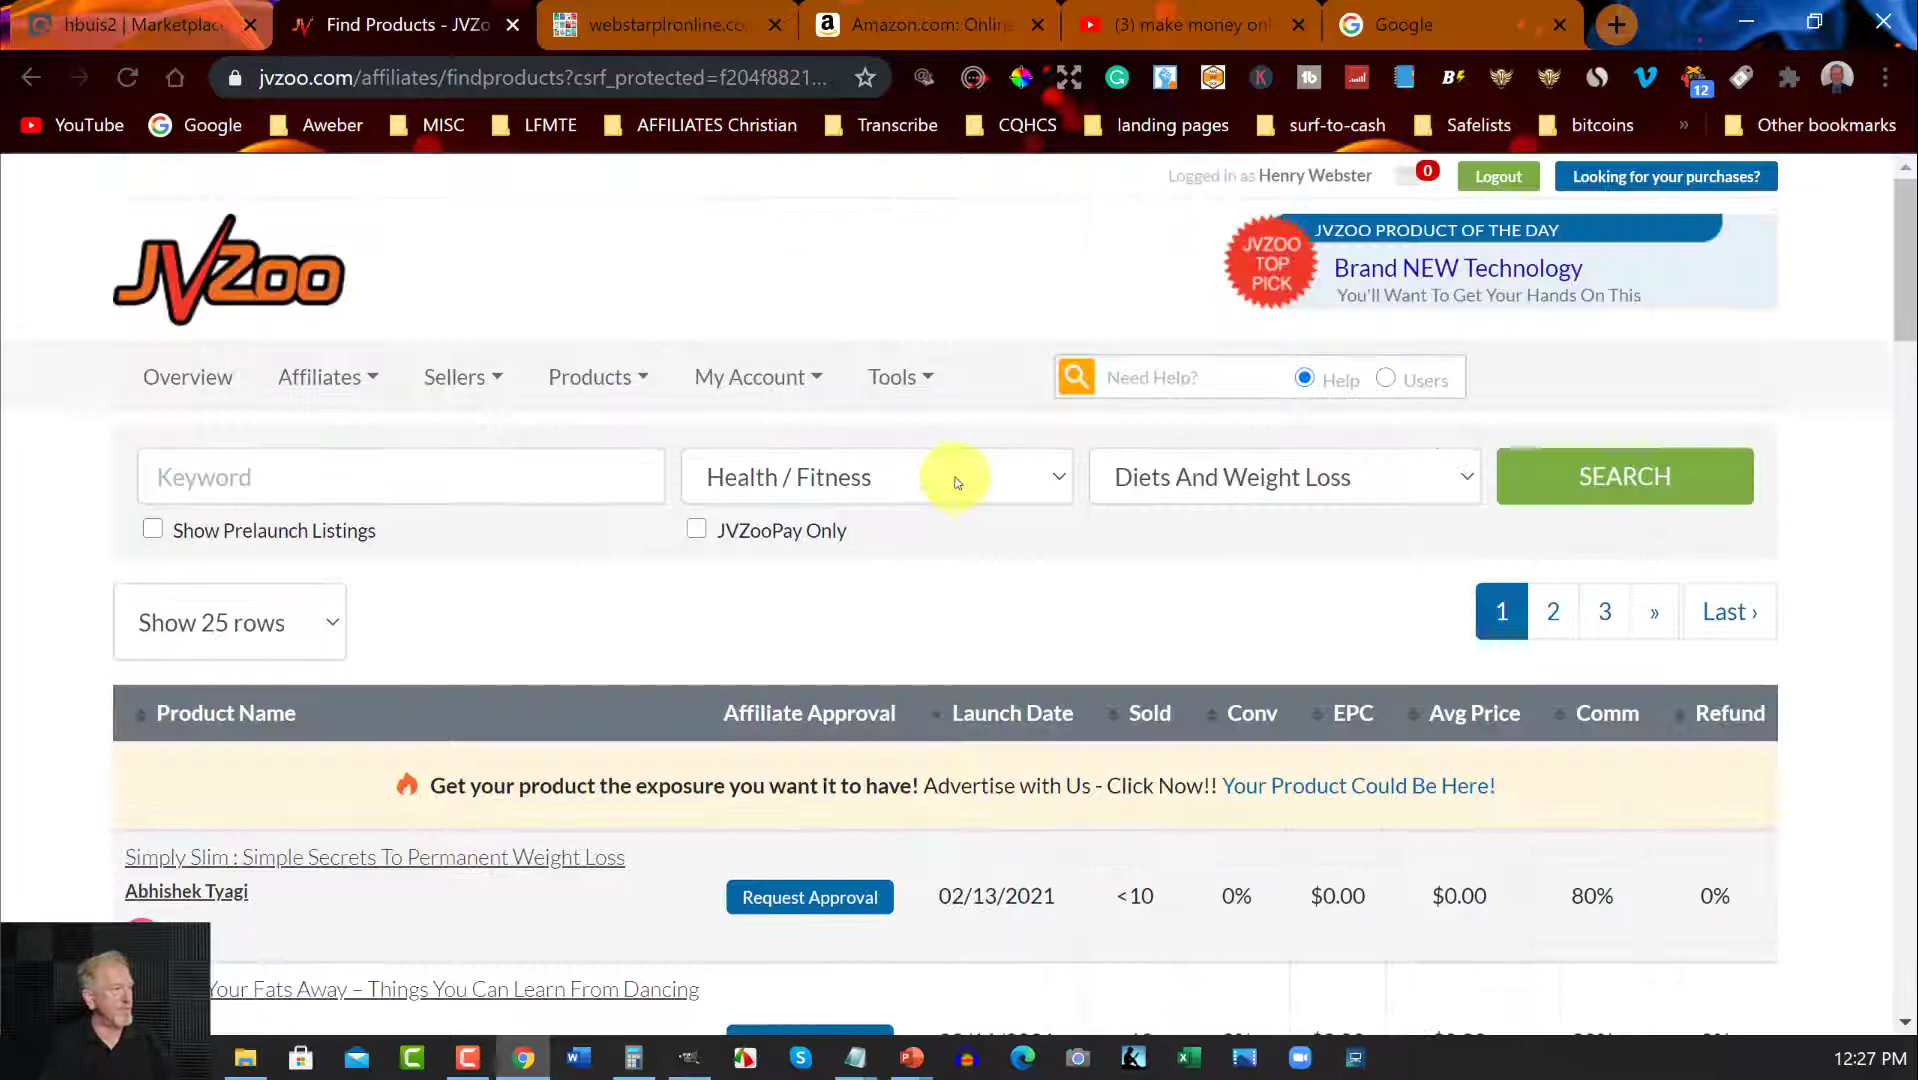 hbuis2 | Marketplac
Find Products - JVZo
webstarplronline.co
Amazon.com: Onlin
(3) make money onl
Google
jvzoo.com/affiliates/findproducts?csrf_protected=f204f8821...
12
YouTube
Google
Aweber
MISC
LFMTE
AFFILIATES Christian
Transcribe
CQHCS
landing pages
surf-to-cash
Safelists
bitcoins
»
Other bookmarks
Logged in as Henry Webster
0
Logout
Looking for your purchases?
JVZoo
JVZOO TOP PICK
JVZOO PRODUCT OF THE DAY
Brand NEW Technology
You'll Want To Get Your Hands On This
Overview
Affiliates
Sellers
Products
My Account
Tools
Need Help?
Help
Users
Keyword
Health / Fitness
Diets And Weight Loss
SEARCH
Show Prelaunch Listings
JVZooPay Only
Show 25 rows
1 2 3 » Last ›
Product Name Affiliate Approval Launch Date Sold Conv EPC Avg Price Comm Refund
Get your product the exposure you want it to have! Advertise with Us - Click Now!! Your Product Could Be Here!
Simply Slim : Simple Secrets To Permanent Weight Loss
Abhishek Tyagi
Request Approval 02/13/2021 <10 0% $0.00 $0.00 80% 0%
Your Fats Away – Things You Can Learn From Dancing
12:27 PM